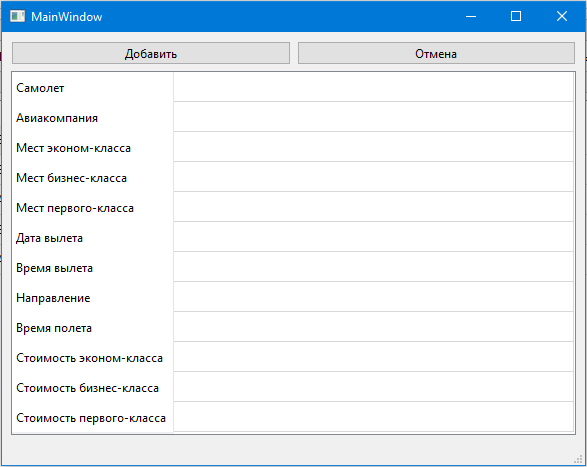 MainWindow
Добавить Отмена
Самолет
Авиакомпания
Мест эконом-класса
Мест бизнес-класса
Мест первого-класса
Дата вылета
Время вылета
Направление
Время полета
Стоимость эконом-класса
Стоимость бизнес-класса
Стоимость первого-класса